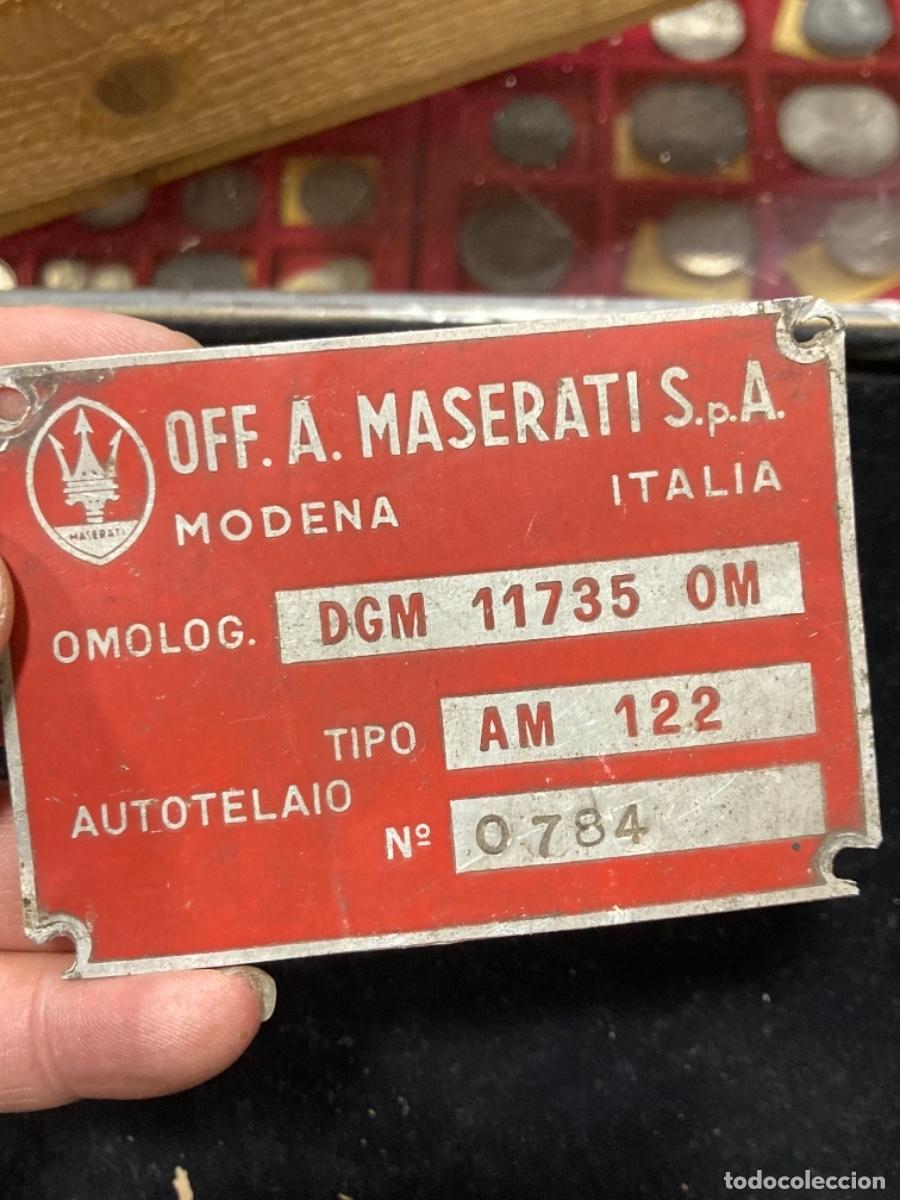 OFF. A. MASERATI S.p.A.
MODENA ITALIA
MASERATI
OMOLOG. DGM 11735 OM
TIPO AM 122
AUTOTELAIO
Nº 0784
todocoleccion